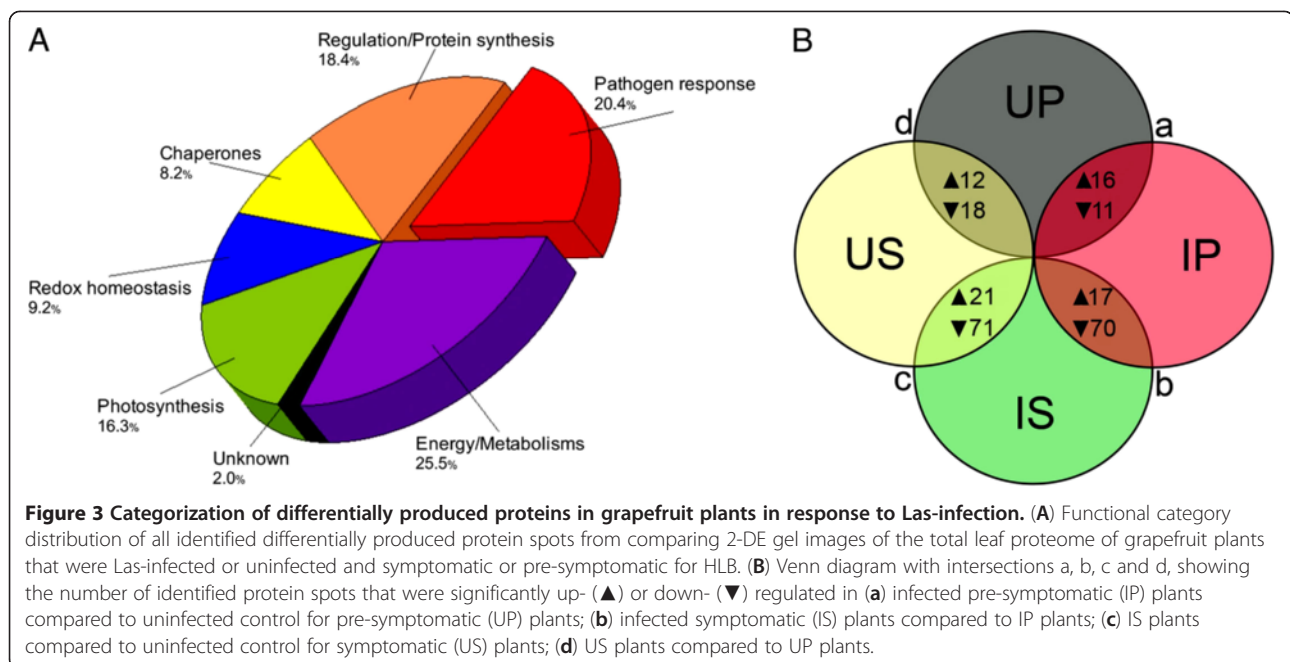 A
Regulation/Protein synthesis
18.4%
Pathogen response
20.4%
Chaperones
8.2%
Redox homeostasis
9.2%
Photosynthesis
16.3%
Unknown
2.0%
Energy/Metabolisms
25.5%
B
UP
d
a
▲12
▼18
▲16
▼11
US
IP
▲21
▼71
▲17
▼70
c
b
IS
Figure 3 Categorization of differentially produced proteins in grapefruit plants in response to Las-infection. (A) Functional category
distribution of all identified differentially produced protein spots from comparing 2-DE gel images of the total leaf proteome of grapefruit plants
that were Las-infected or uninfected and symptomatic or pre-symptomatic for HLB. (B) Venn diagram with intersections a, b, c and d, showing
the number of identified protein spots that were significantly up- (▲) or down- (▼) regulated in (a) infected pre-symptomatic (IP) plants
compared to uninfected control for pre-symptomatic (UP) plants; (b) infected symptomatic (IS) plants compared to IP plants; (c) IS plants
compared to uninfected control for symptomatic (US) plants; (d) US plants compared to UP plants.